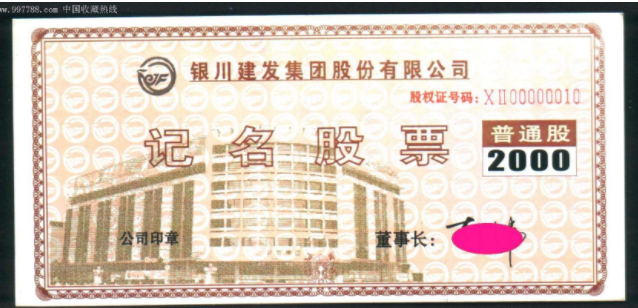 www.997788.com 中国收藏热线
银川建发集团股份有限公司
股权证号码：XII00000010
记名股票
普通股
2000
公司印章
董事长：